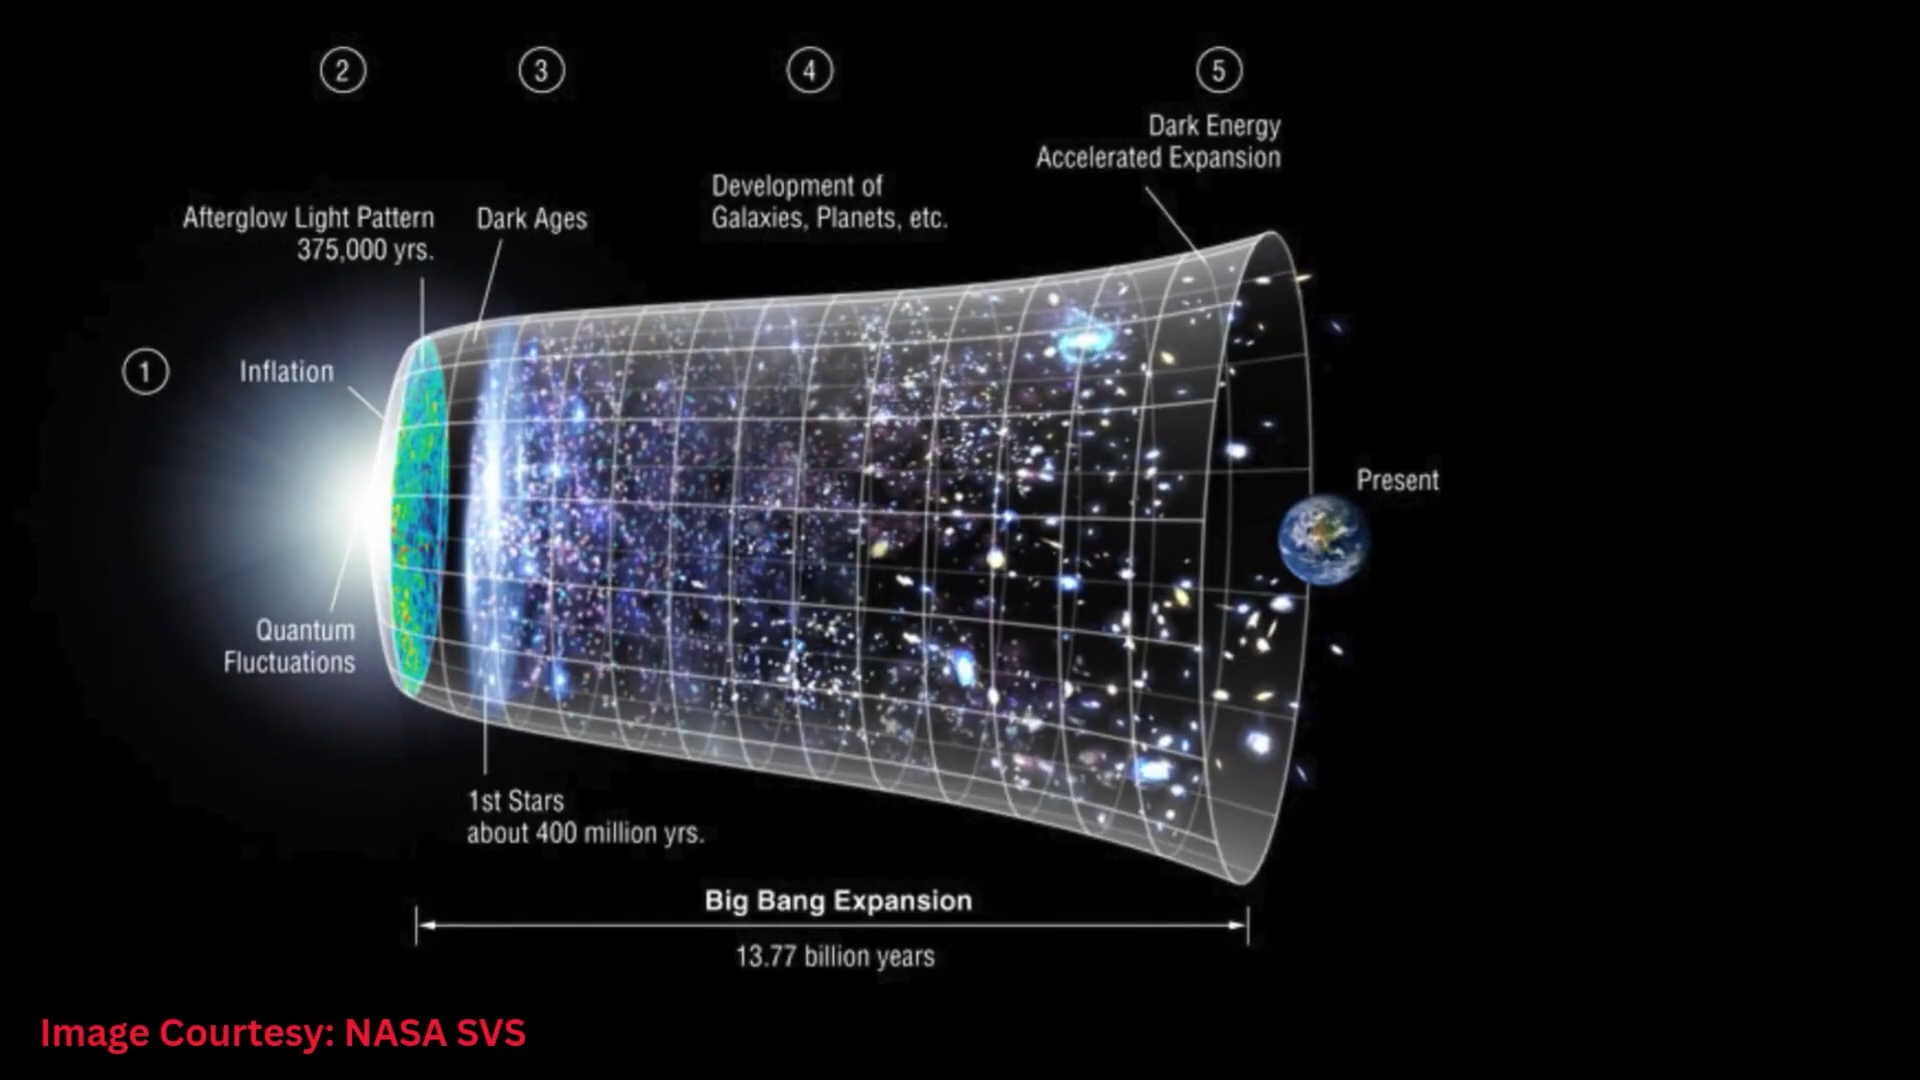 2
3
4
5
Dark Energy
Accelerated Expansion
Development of
Galaxies, Planets, etc.
Afterglow Light Pattern
375,000 yrs.
Dark Ages
1
Inflation
Present
Quantum
Fluctuations
1st Stars
about 400 million yrs.
Big Bang Expansion
13.77 billion years
Image Courtesy: NASA SVS